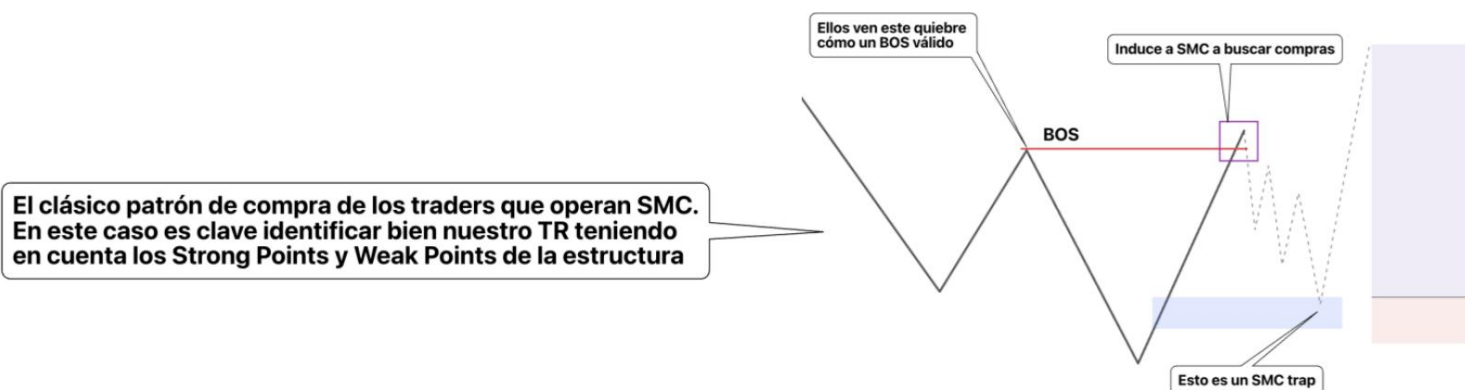 Ellos ven este quiebre
cómo un BOS válido
Induce a SMC a buscar compras
BOS
El clásico patrón de compra de los traders que operan SMC.
En este caso es clave identificar bien nuestro TR teniendo
en cuenta los Strong Points y Weak Points de la estructura
Esto es un SMC trap